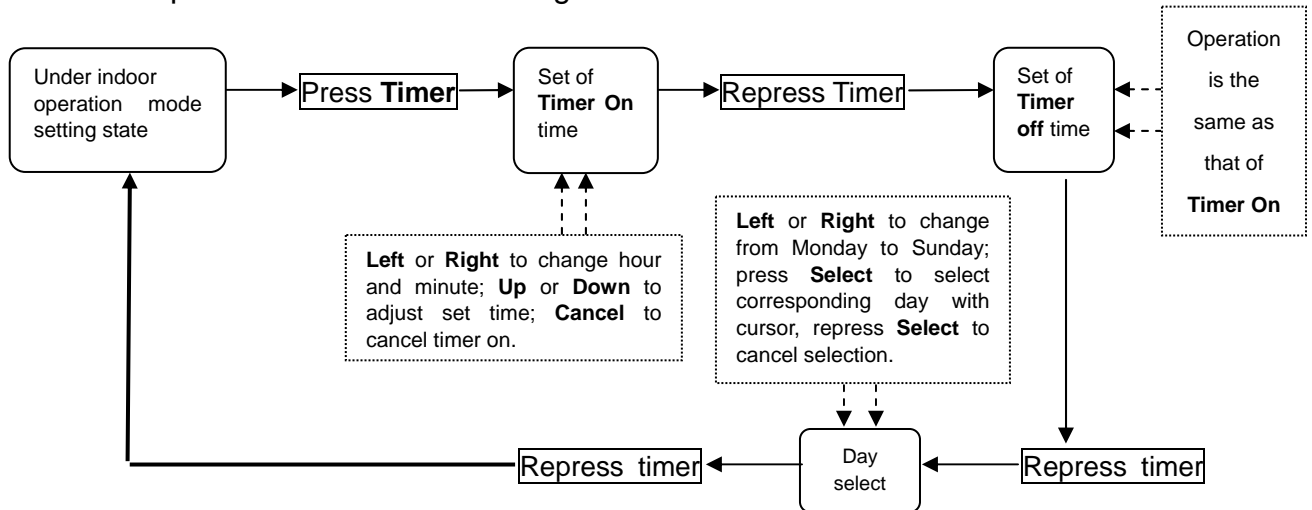 Under indoor
operation mode
setting state
Press Timer
Set of
Timer On
time
Repress Timer
Set of
Timer
off time
Operation
is the
same as
that of
Timer On
Left or Right to change hour
and minute; Up or Down to
adjust set time; Cancel to
cancel timer on.
Left or Right to change
from Monday to Sunday;
press Select to select
corresponding day with
cursor, repress Select to
cancel selection.
Repress timer
Day
select
Repress timer